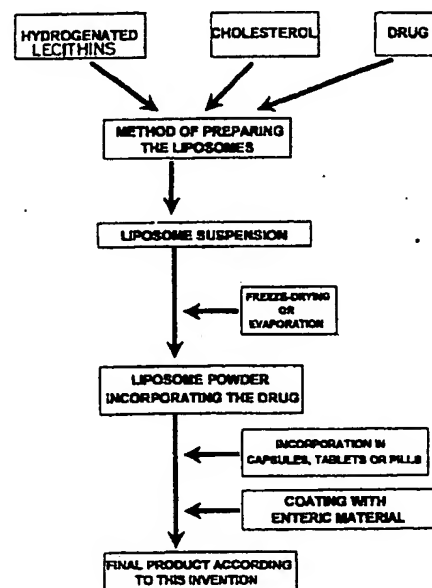 HYDROGENATED
LECITHINS
CHOLESTEROL
DRUG
METHOD OF PREPARING
THE LIPOSOMES
LIPOSOME SUSPENSION
FREEZE-DRYING
OR
EVAPORATION
LIPOSOME POWDER
INCORPORATING THE DRUG
INCORPORATION IN
CAPSULES, TABLETS OR PILLS
COATING WITH
ENTERIC MATERIAL
FINAL PRODUCT ACCORDING
TO THIS INVENTION